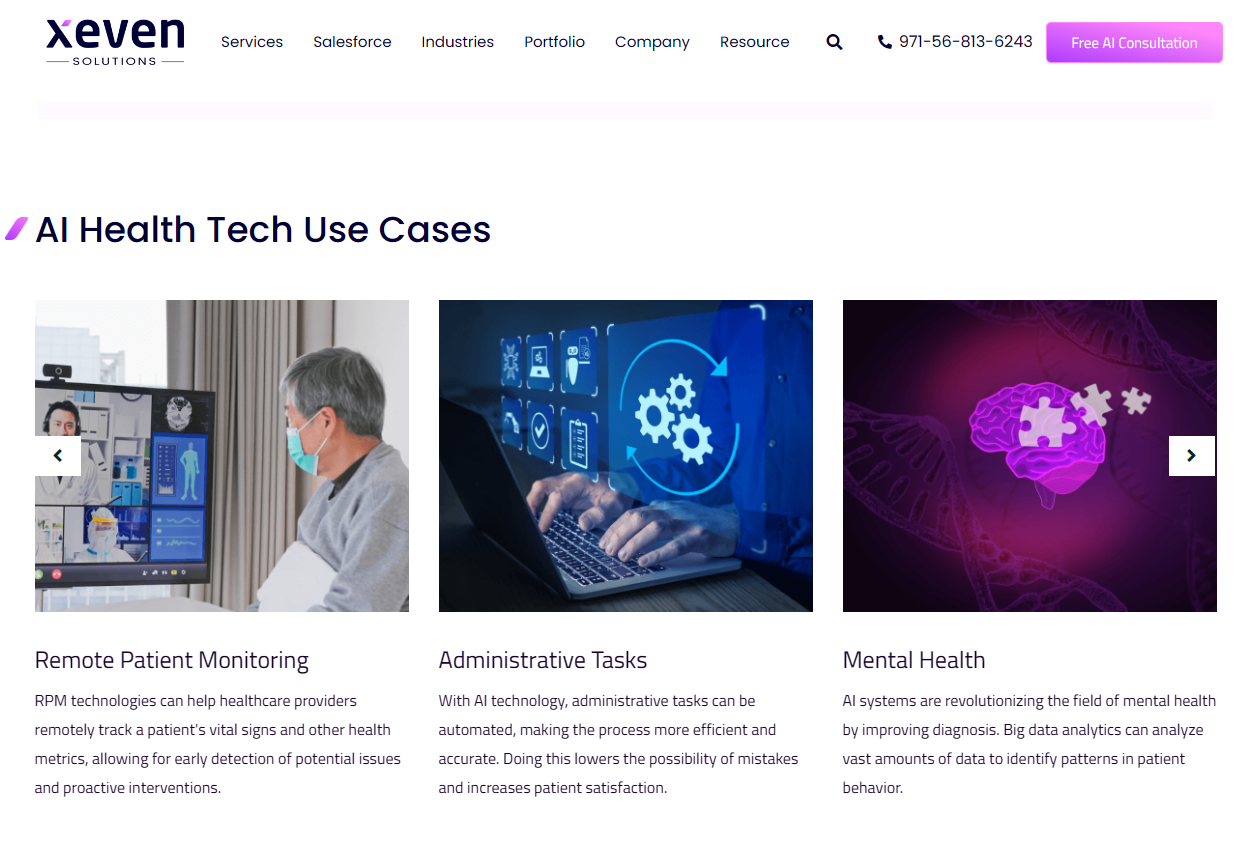 xeven
SOLUTIONS
Services
Salesforce
Industries
Portfolio
Company
Resource
971-56-813-6243
Free AI Consultation
AI Health Tech Use Cases
Remote Patient Monitoring
RPM technologies can help healthcare providers
remotely track a patient's vital signs and other health
metrics, allowing for early detection of potential issues
and proactive interventions.
Administrative Tasks
With AI technology, administrative tasks can be
automated, making the process more efficient and
accurate. Doing this lowers the possibility of mistakes
and increases patient satisfaction.
Mental Health
AI systems are revolutionizing the field of mental health
by improving diagnosis. Big data analytics can analyze
vast amounts of data to identify patterns in patient
behavior.